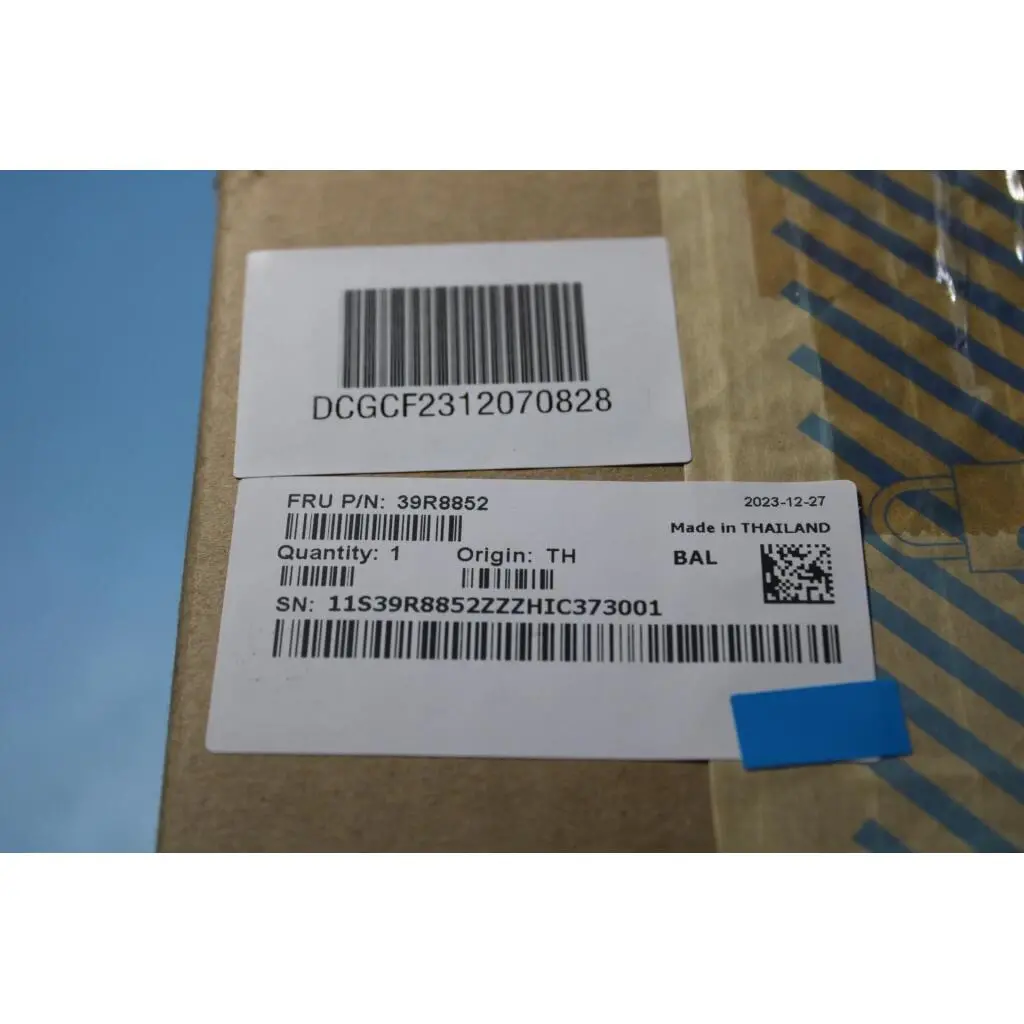 DCGCF2312070828
FRU P/N: 39R8852
2023-12-27
Made in THAILAND
Quantity: 1 Origin: TH
BAL
SN: 11S39R8852ZZZHIC373001